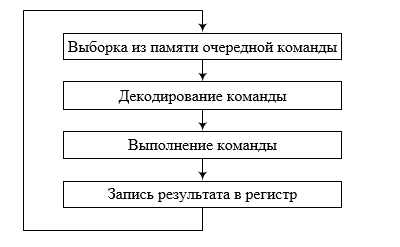 Выборка из памяти очередной команды
Декодирование команды
Выполнение команды
Запись результата в регистр